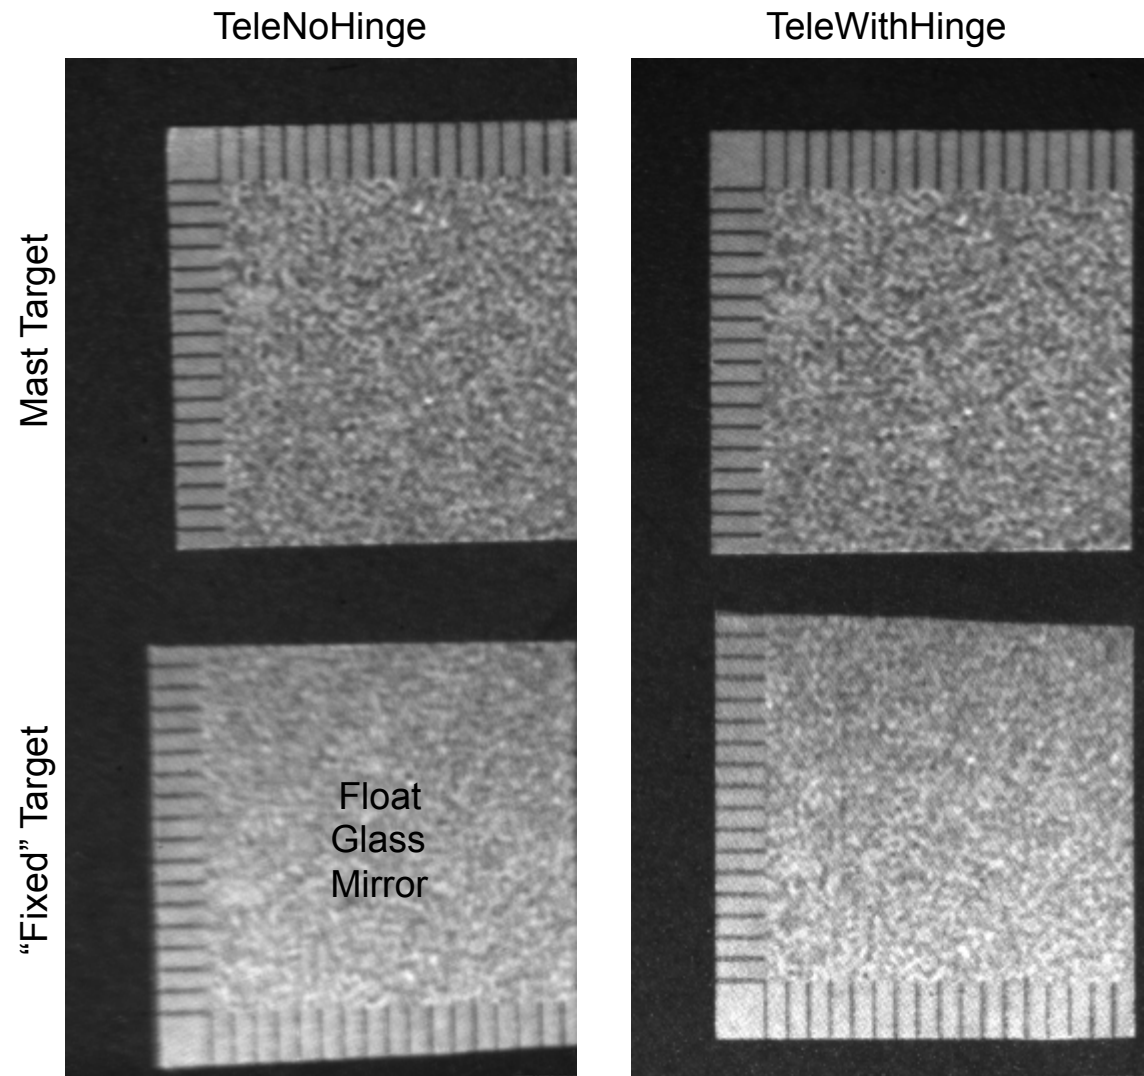 TeleNoHinge
TeleWithHinge
Mast Target
“Fixed” Target
Float
Glass
Mirror